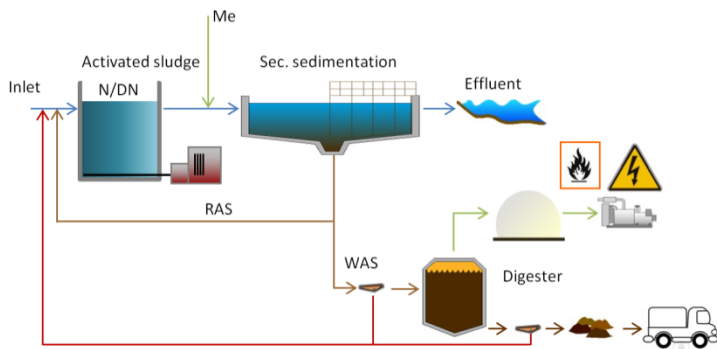 Me
Activated sludge
Sec. sedimentation
Inlet
N/DN
Effluent
RAS
WAS
Digester